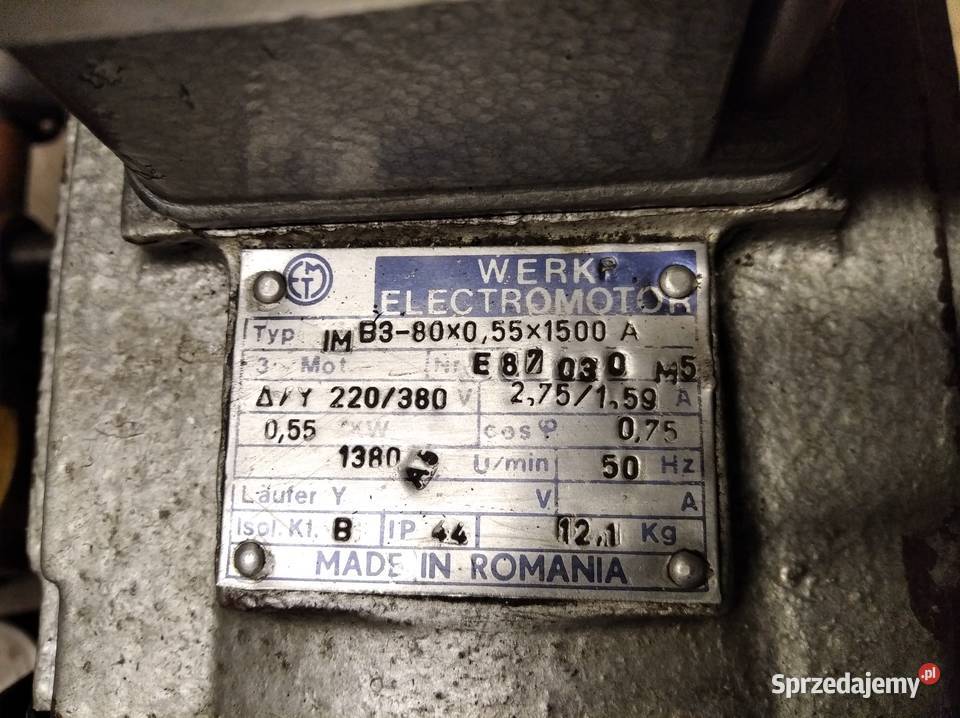 EMT
WERK
ELECTROMOTOR
Typ IM B3-80x0,55x1500 A
3 Mot. Nr. E87 030 M5
Δ/Y 220/380 V 2,75/1,59 A
0,55 KW cos φ 0,75
1380 U/min 50 Hz
Läufer Y V A
Isol. Kl. B IP 44 12,1 Kg
MADE IN ROMANIA
Sprzedajemy.pl